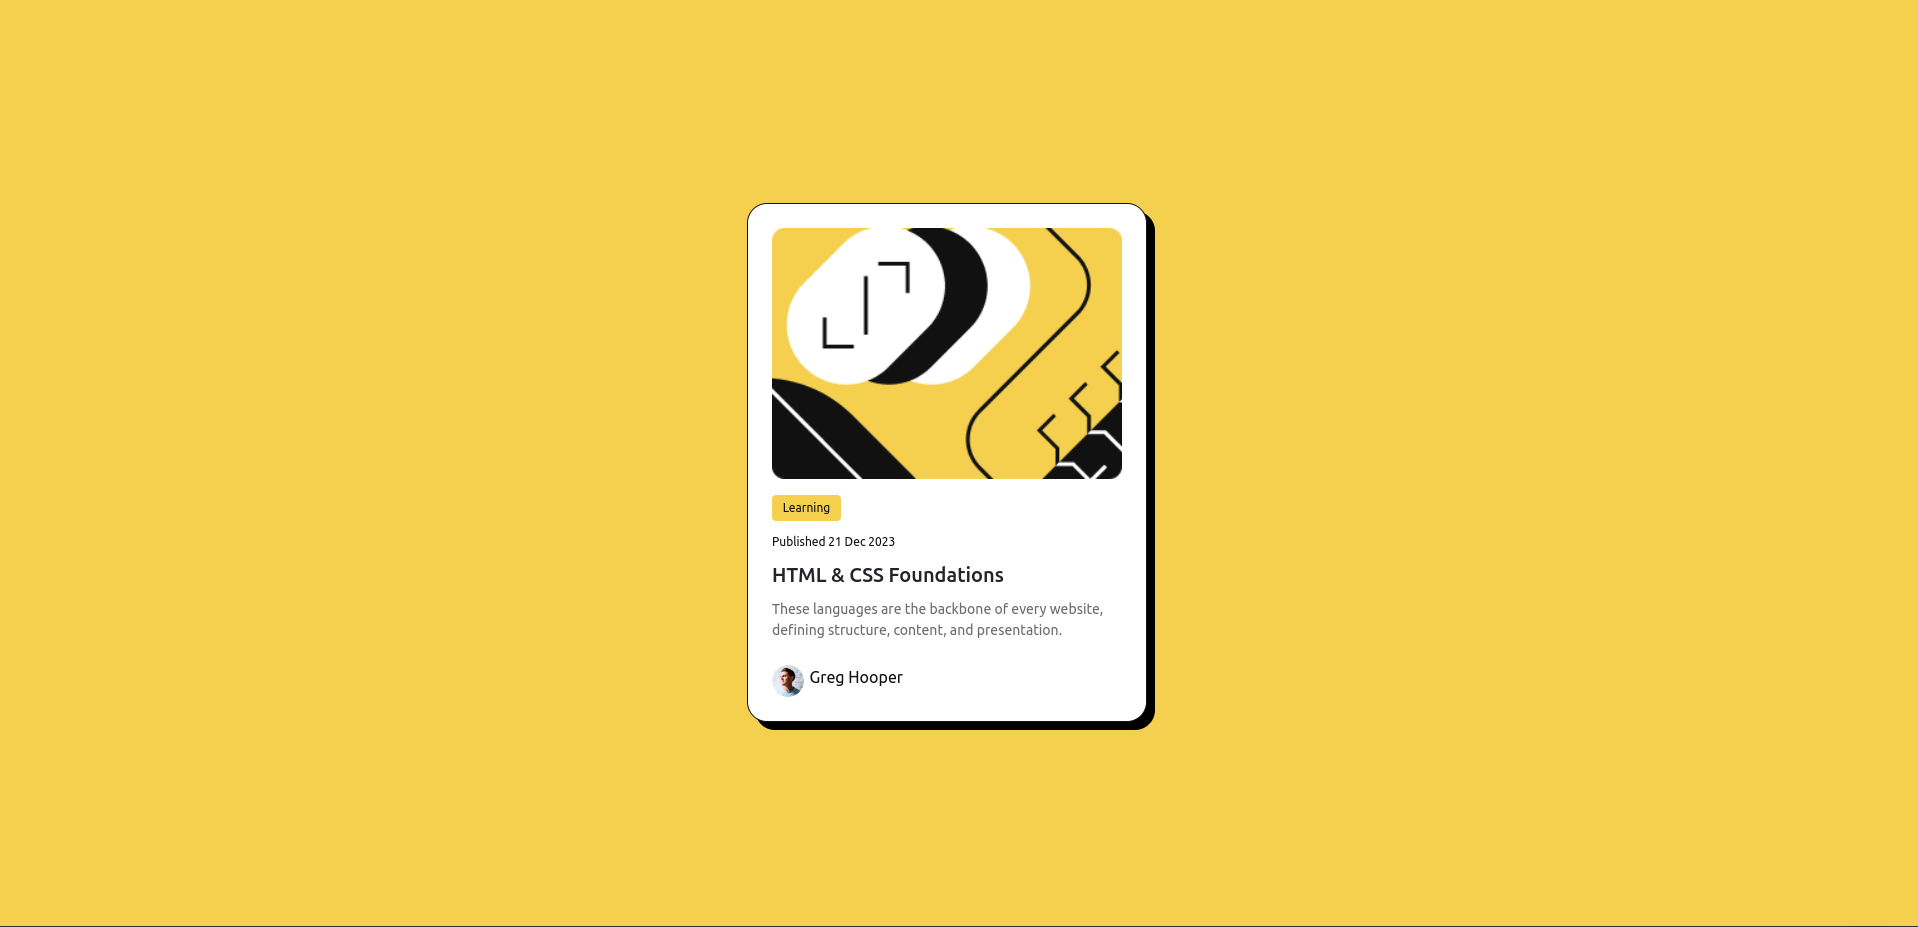 Learning
Published 21 Dec 2023
HTML & CSS Foundations
These languages are the backbone of every website,
defining structure, content, and presentation.
Greg Hooper